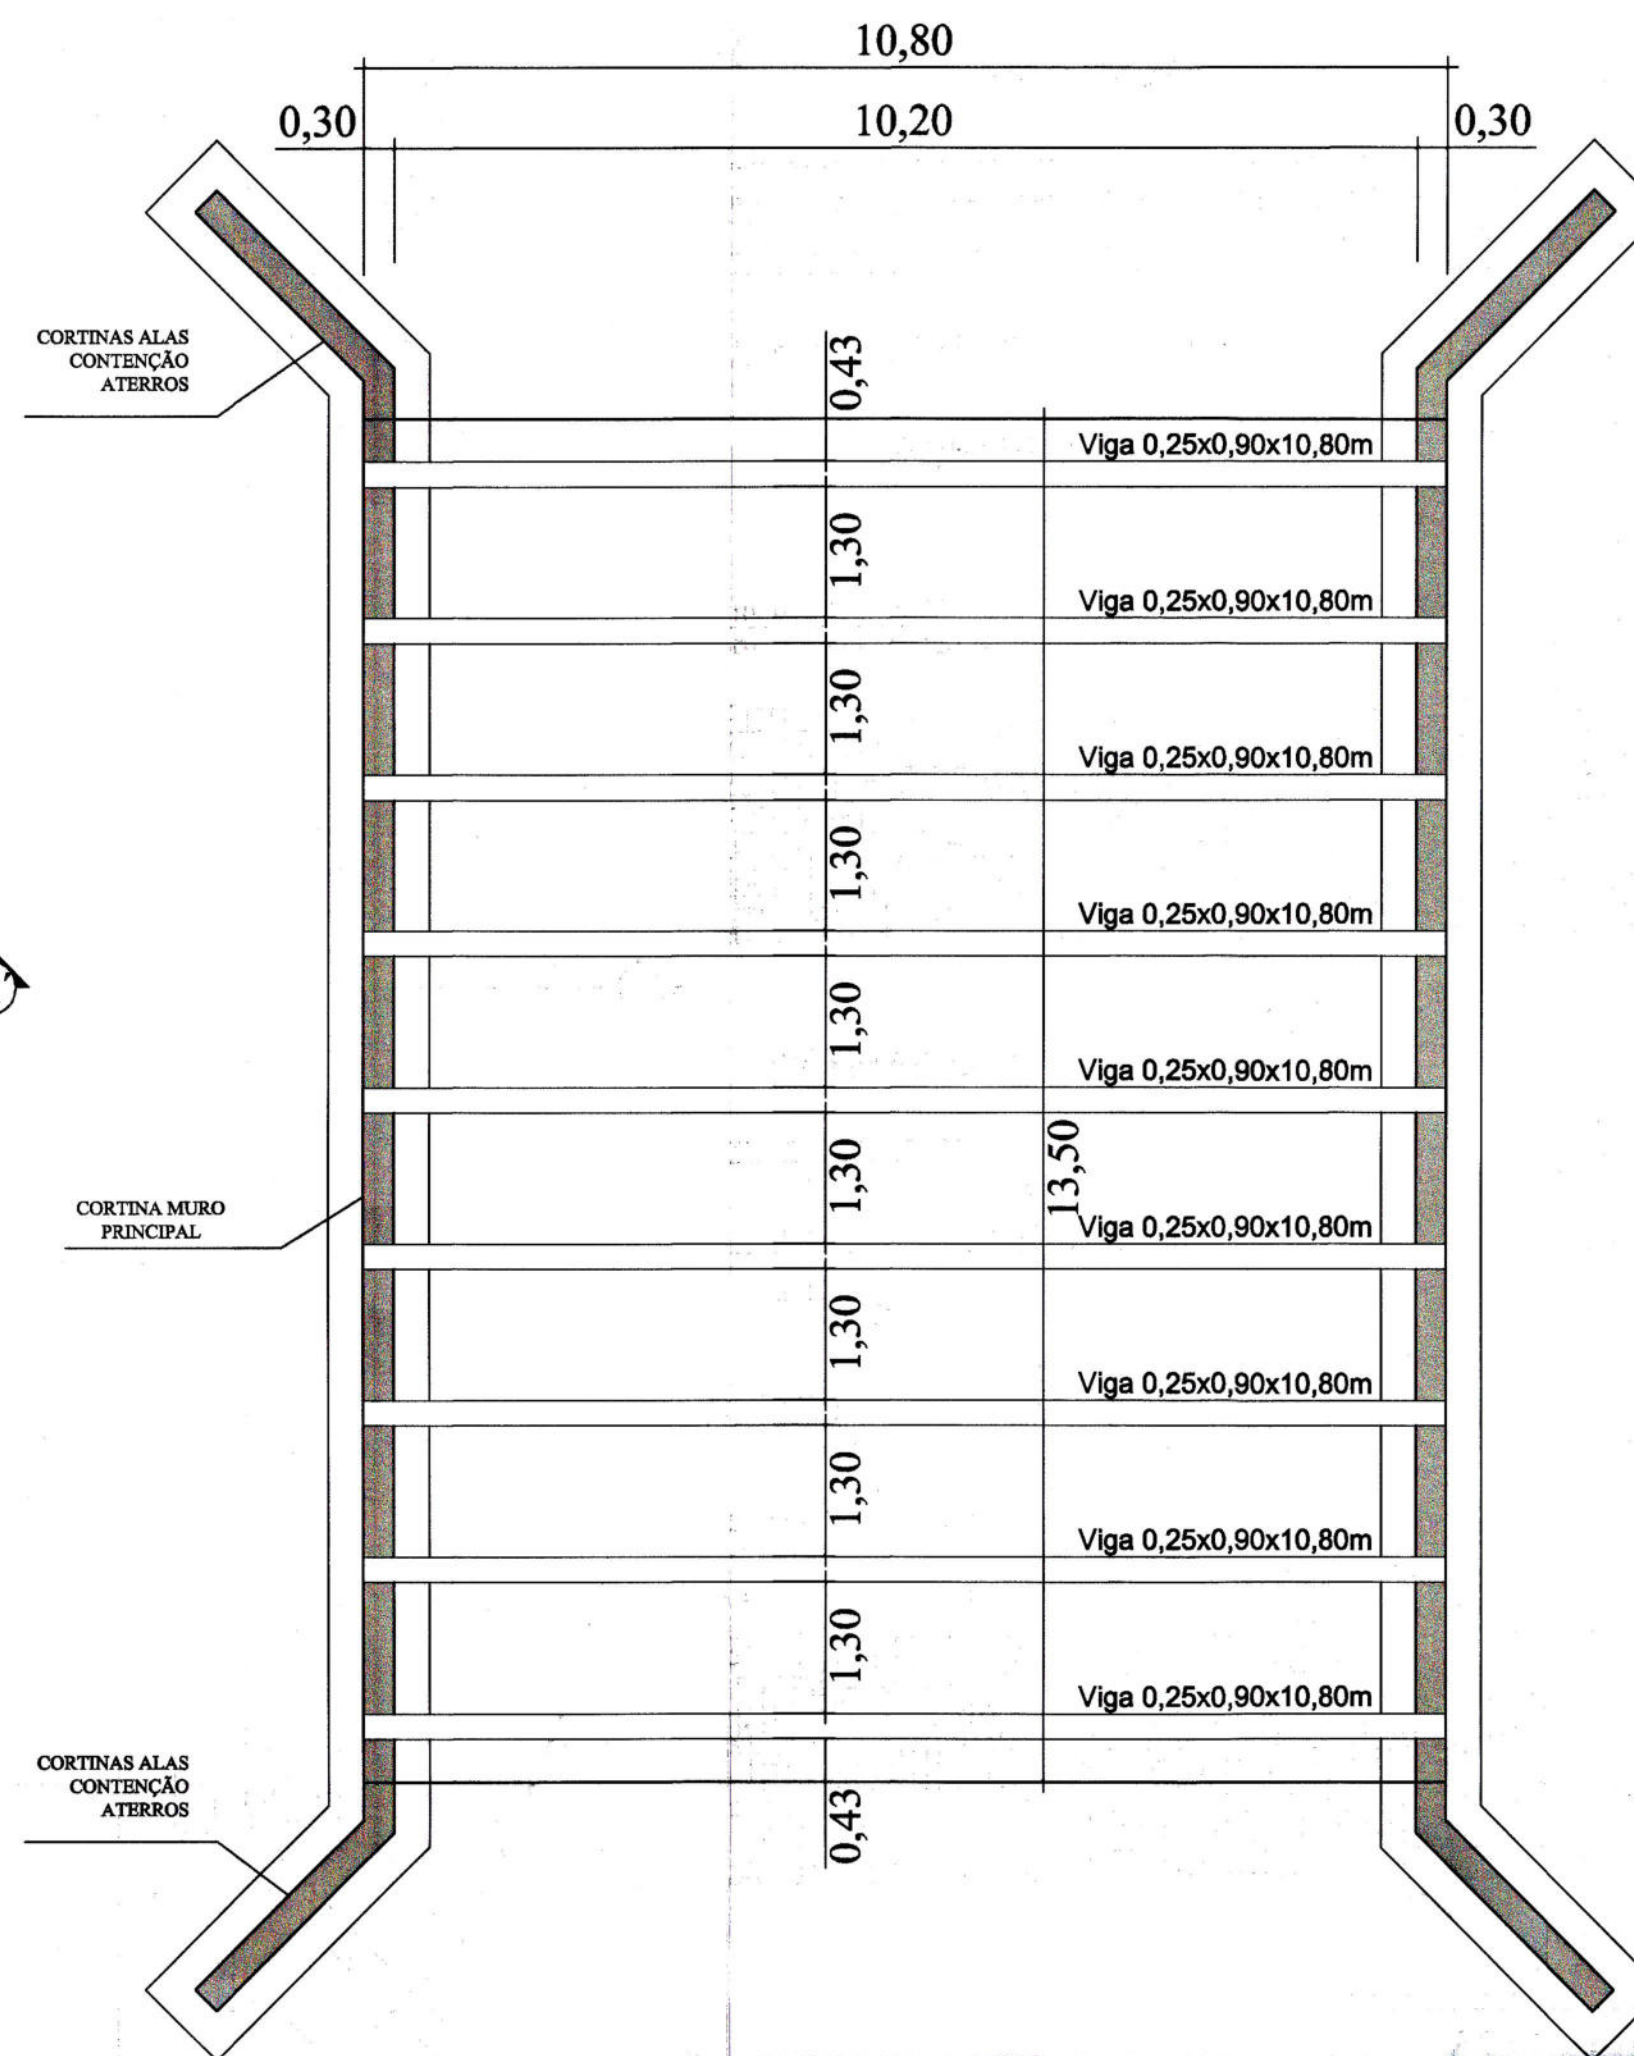 10,80
0,30
10,20
0,30
CORTINAS ALAS
CONTENÇÃO
ATERROS
0,43
Viga 0,25x0,90x10,80m
1,30
Viga 0,25x0,90x10,80m
1,30
Viga 0,25x0,90x10,80m
1,30
Viga 0,25x0,90x10,80m
1,30
Viga 0,25x0,90x10,80m
1,30
13,50
CORTINA MURO
PRINCIPAL
Viga 0,25x0,90x10,80m
1,30
Viga 0,25x0,90x10,80m
1,30
Viga 0,25x0,90x10,80m
1,30
Viga 0,25x0,90x10,80m
CORTINAS ALAS
CONTENÇÃO
ATERROS
0,43